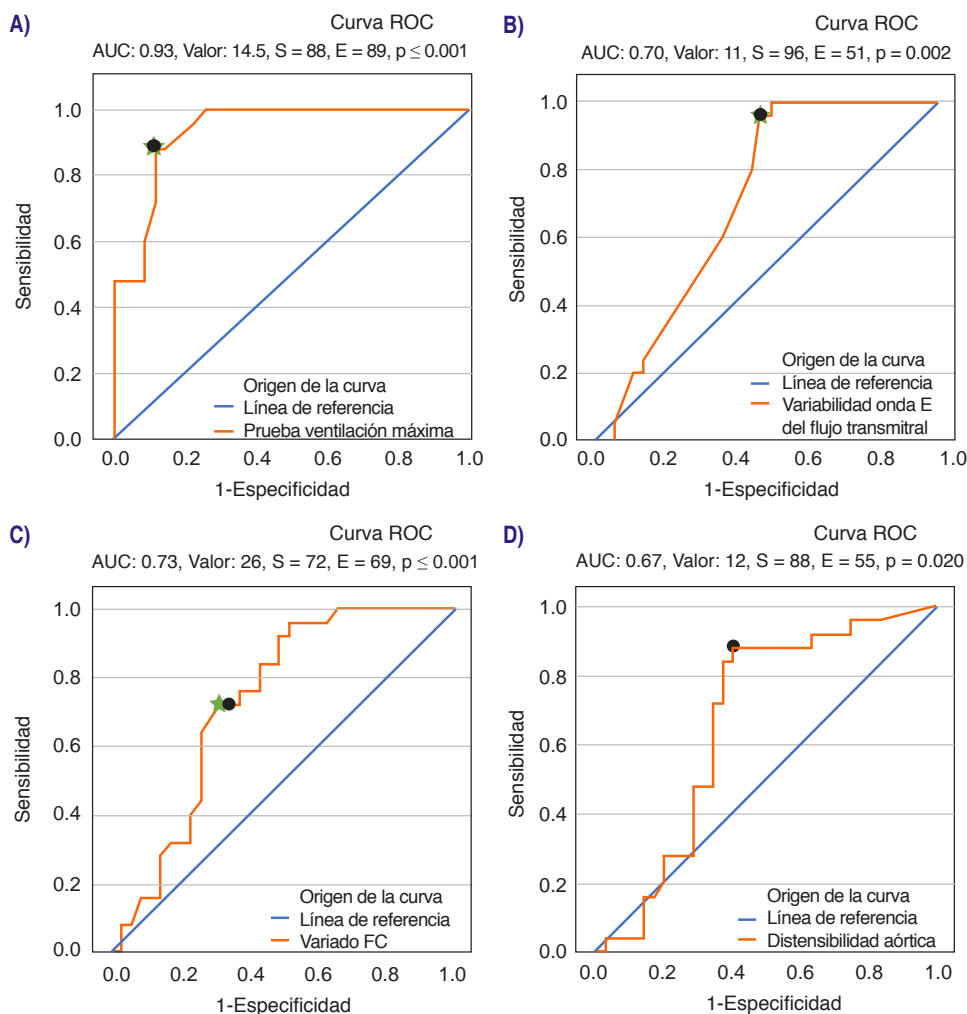 A)
Curva ROC
AUC: 0.93, Valor: 14.5, S = 88, E = 89, p ≤ 0.001
1.0
0.8
0.6
0.4
0.2
0.0
Sensibilidad
Origen de la curva
Línea de referencia
Prueba ventilación máxima
0.0 0.2 0.4 0.6 0.8 1.0
1-Especificidad
B)
Curva ROC
AUC: 0.70, Valor: 11, S = 96, E = 51, p = 0.002
1.0
0.8
0.6
0.4
0.2
0.0
Sensibilidad
Origen de la curva
Línea de referencia
Variabilidad onda E
del flujo transmitral
0.0 0.2 0.4 0.6 0.8 1.0
1-Especificidad
C)
Curva ROC
AUC: 0.73, Valor: 26, S = 72, E = 69, p ≤ 0.001
1.0
0.8
0.6
0.4
0.2
0.0
Sensibilidad
Origen de la curva
Línea de referencia
Variado FC
0.0 0.2 0.4 0.6 0.8 1.0
1-Especificidad
D)
Curva ROC
AUC: 0.67, Valor: 12, S = 88, E = 55, p = 0.020
1.0
0.8
0.6
0.4
0.2
0.0
Sensibilidad
Origen de la curva
Línea de referencia
Distensibilidad aórtica
0.0 0.2 0.4 0.6 0.8 1.0
1-Especificidad